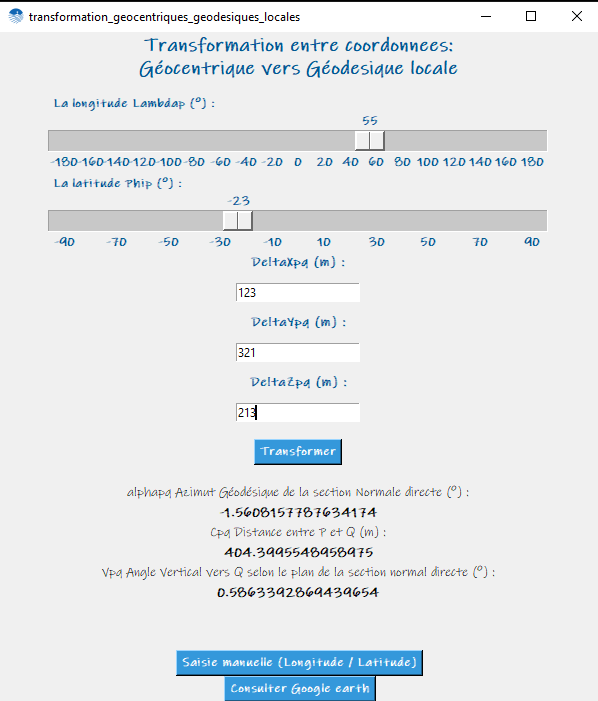 transformation_geocentriques_geodesiques_locales
Transformation entre coordonnees:
Géocentrique vers Géodesique locale
La longitude Lambdap (°) :
55
-180 -160 -140 -120 -100 -80 -60 -40 -20 0 20 40 60 80 100 120 140 160 180
La latitude Phip (°) :
-23
-90 -70 -50 -30 -10 10 30 50 70 90
DeltaXpq (m) :
123
DeltaYpq (m) :
321
DeltaZpq (m) :
213
Transformer
alphapq Azimut Géodésique de la section Normale directe (°) :
-1.5608157787634174
Cpq Distance entre P et Q (m) :
404.3995548958975
Vpq Angle Vertical vers Q selon le plan de la section normal directe (°) :
0.5863392869439654
Saisie manuelle (Longitude / Latitude)
Consulter Google earth